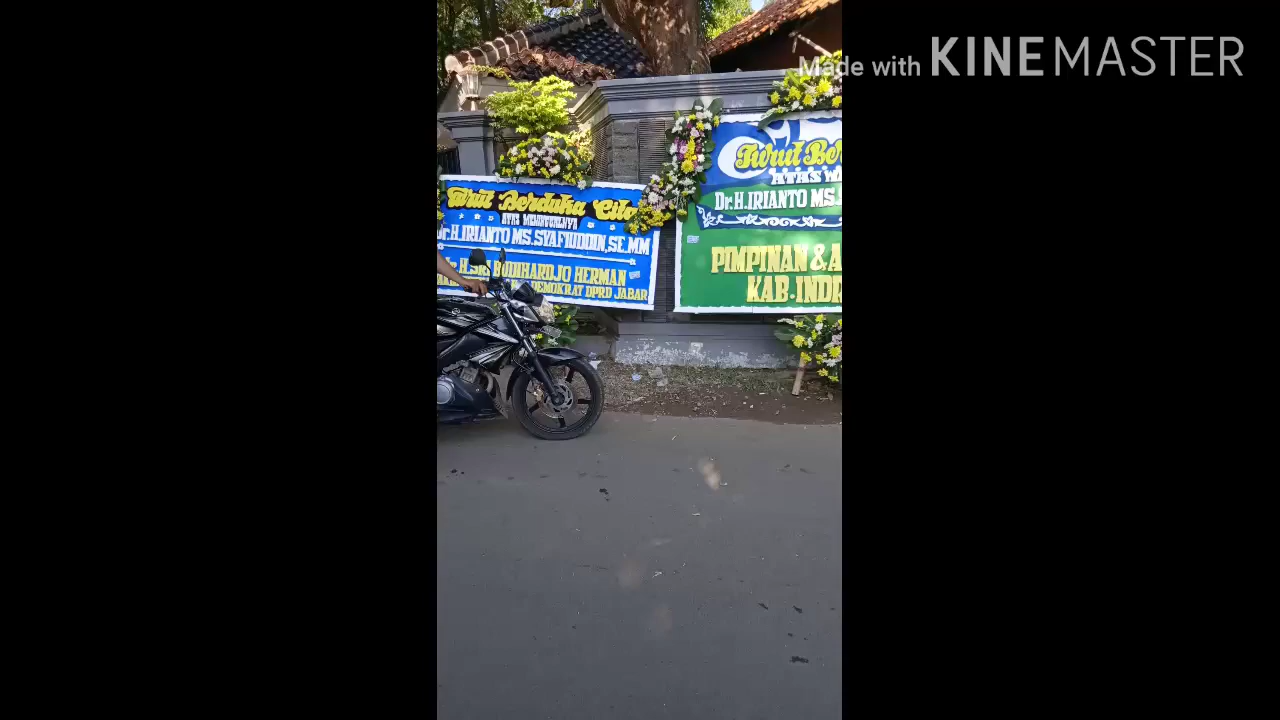 Made with KINEMASTER
Turut Berduka Cita
ATAS MENINGGALNYA
Dr.H.IRIANTO MS.SYAFIUDDIN,SE.MM
BUDIHARDJO HERMAN
DEMOKRAT DPRD JABAR
Turut Be
ATAS
Dr.H.IRIANTO MS.
PIMPINAN & A
KAB.INDR